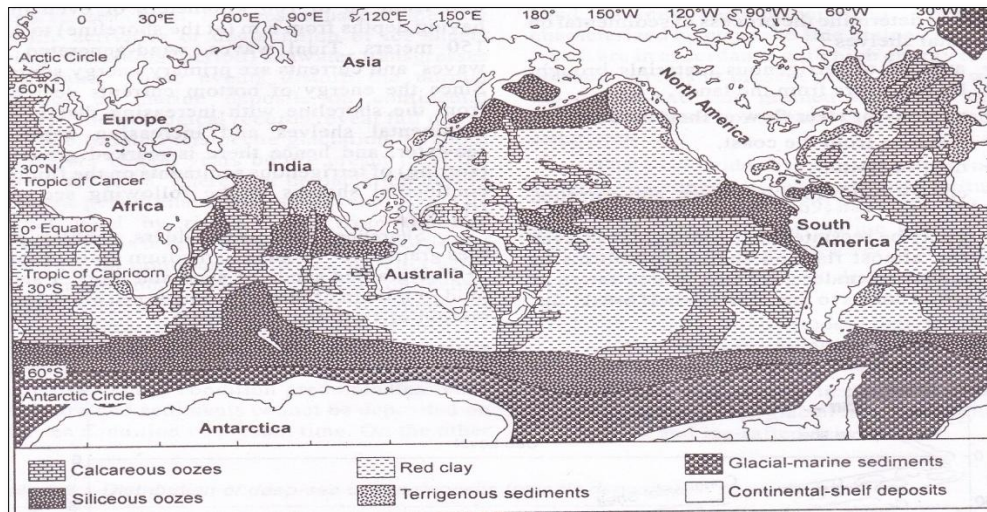 0 30°E 60°E 90°E 120°E 150°E 180° 150°W 120°W 90°W 60°W 30°W
Arctic Circle
60°N
Asia
North America
Europe
30°N
Tropic of Cancer
India
Africa
0° Equator
South
America
Tropic of Capricorn
30°S
Australia
60°S
Antarctic Circle
Antarctica
Calcareous oozes
Red clay
Glacial-marine sediments
Siliceous oozes
Terrigenous sediments
Continental-shelf deposits